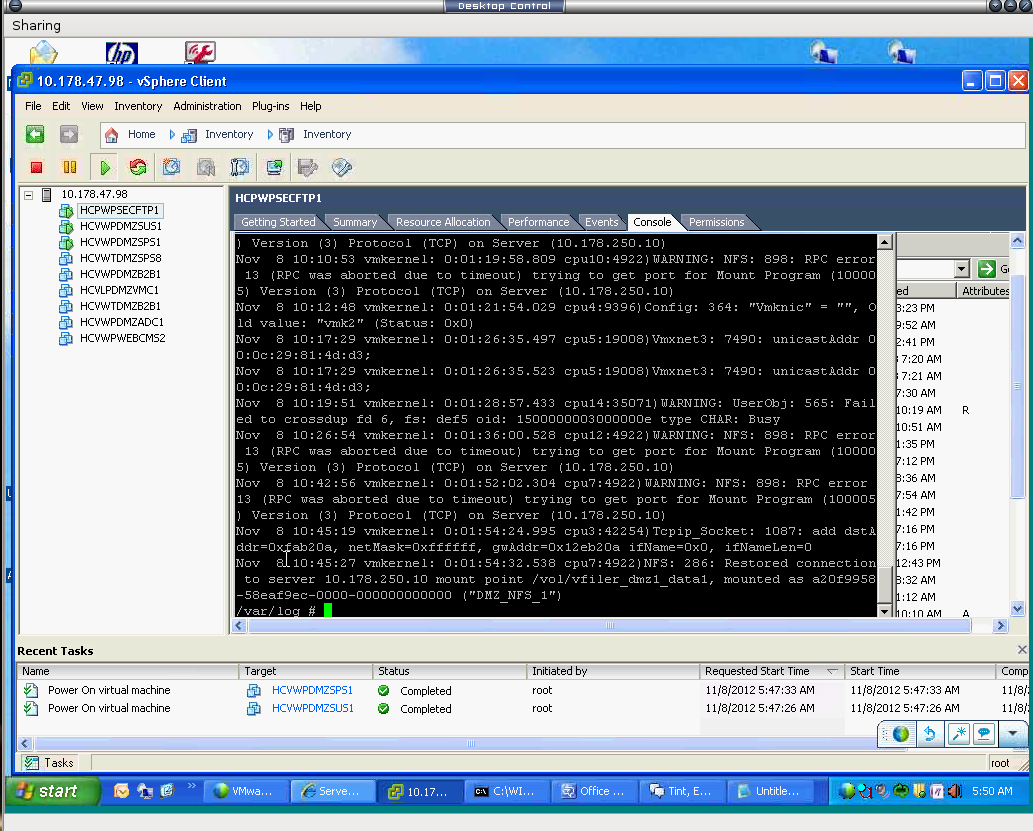 Desktop Control
Sharing
10.178.47.98 - vSphere Client
File Edit View Inventory Administration Plug-ins Help
Home Inventory Inventory
10.178.47.98
HCPWPSECFTP1
HCVWPDMZSUS1
HCVWPDMZSPS1
HCVWTDMZSPS8
HCVWPDMZB2B1
HCVLPDMZVMC1
HCVWTDMZB2B1
HCVWPDMZADC1
HCVWPWEBCMS2
HCPWPSECFTP1
Getting Started Summary Resource Allocation Performance Events Console Permissions
) Version (3) Protocol (TCP) on Server (10.178.250.10)
Nov 8 10:10:53 vmkernel: 0:01:19:58.809 cpu10:4922)WARNING: NFS: 898: RPC error
13 (RPC was aborted due to timeout) trying to get port for Mount Program (10000
5) Version (3) Protocol (TCP) on Server (10.178.250.10)
Nov 8 10:12:48 vmkernel: 0:01:21:54.029 cpu4:9396)Config: 364: "Vmknic" = "", O
ld value: "vmk2" (Status: 0x0)
Nov 8 10:17:29 vmkernel: 0:01:26:35.497 cpu5:19008)Vmxnet3: 7490: unicastAddr 0
0:0c:29:81:4d:d3;
Nov 8 10:17:29 vmkernel: 0:01:26:35.523 cpu5:19008)Vmxnet3: 7490: unicastAddr 0
0:0c:29:81:4d:d3;
Nov 8 10:19:51 vmkernel: 0:01:28:57.433 cpu14:35071)WARNING: UserObj: 565: Fail
ed to crossdup fd 6, fs: def5 oid: 1500000003000000e type CHAR: Busy
Nov 8 10:26:54 vmkernel: 0:01:36:00.528 cpu12:4922)WARNING: NFS: 898: RPC error
13 (RPC was aborted due to timeout) trying to get port for Mount Program (10000
5) Version (3) Protocol (TCP) on Server (10.178.250.10)
Nov 8 10:42:56 vmkernel: 0:01:52:02.304 cpu7:4922)WARNING: NFS: 898: RPC error
13 (RPC was aborted due to timeout) trying to get port for Mount Program (100005
) Version (3) Protocol (TCP) on Server (10.178.250.10)
Nov 8 10:45:19 vmkernel: 0:01:54:24.995 cpu3:42254)Tcpip_Socket: 1087: add dstA
ddr=0xfab20a, netMask=0xffffff, gwAddr=0x12eb20a ifName=0x0, ifNameLen=0
Nov 8 10:45:27 vmkernel: 0:01:54:32.538 cpu7:4922)NFS: 286: Restored connection
to server 10.178.250.10 mount point /vol/vfiler_dmz1_data1, mounted as a20f9958
-58eaf9ec-0000-000000000000 ("DMZ_NFS_1")
/var/log #
ed Attributes
3:23 PM
9:52 AM
2:41 PM
7:20 AM
7:21 AM
7:30 AM
10:19 AM R
10:51 AM
1:35 PM
7:12 PM
8:36 AM
7:54 AM
1:42 PM
7:16 PM
7:16 PM
12:43 PM
8:32 AM
1:12 AM
10:10 AM A
Recent Tasks
Name Target Status Initiated by Requested Start Time Start Time Comp
Power On virtual machine HCVWPDMZSPS1 Completed root 11/8/2012 5:47:33 AM 11/8/2012 5:47:33 AM 11/8/
Power On virtual machine HCVWPDMZSUS1 Completed root 11/8/2012 5:47:26 AM 11/8/2012 5:47:26 AM 11/8/
Tasks root
start VMwa... Serve... 10.17... C:\WI... Office ... Tint, E... Untitle... 5:50 AM